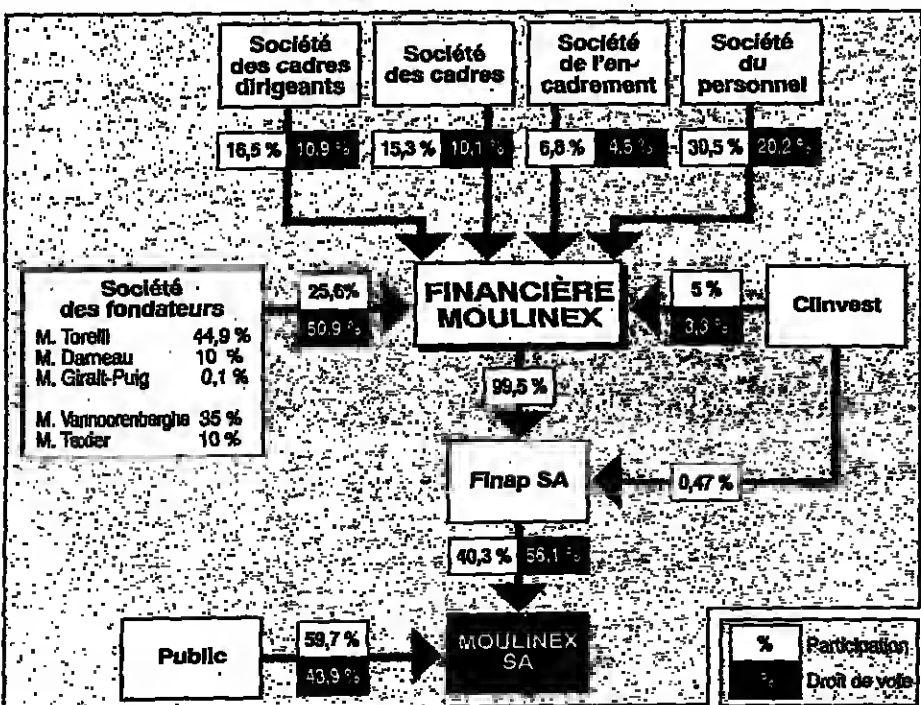 Société
des cadres
dirigeants
Société
des cadres
Société
de l'en-
cadrement
Société
du
personnel
16,5 % 10,9 %
15,3 % 10,1 %
6,8 % 4,5 %
30,5 % 20,2 %
Société
des fondateurs
M. Torelli 44,9 %
M. Darneau 10 %
M. Giralt-Puig 0,1 %
M. Vannoorenberghe 35 %
M. Texier 10 %
25,6%
50,9 %
FINANCIÈRE
MOULINEX
5 %
3,3 %
Clinvest
99,5 %
Finap SA
0,47 %
40,3 % 56,1 %
Public
59,7 %
43,9 %
MOULINEX
SA
% Participation
% Droit de vote